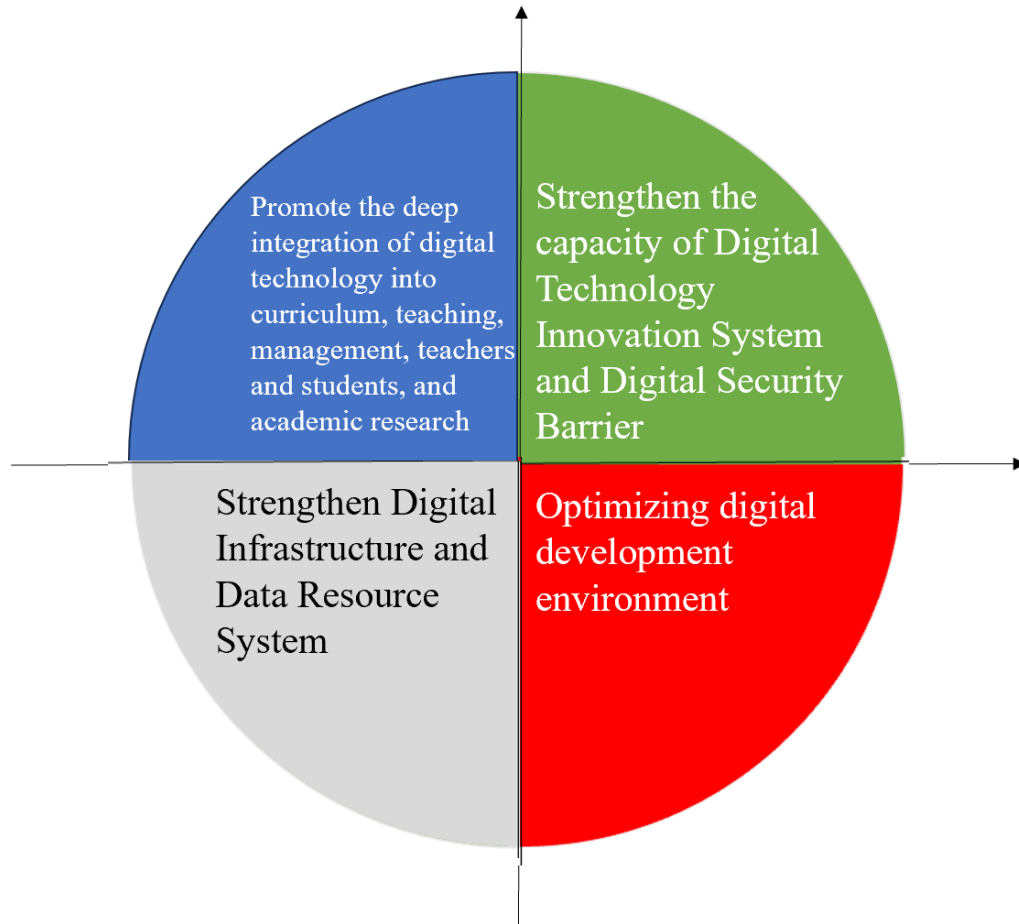 Promote the deep
integration of digital
technology into
curriculum, teaching,
management, teachers
and students, and
academic research
Strengthen the
capacity of Digital
Technology
Innovation System
and Digital Security
Barrier
Strengthen Digital
Infrastructure and
Data Resource
System
Optimizing digital
development
environment